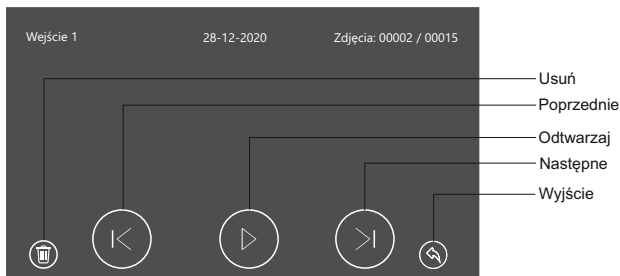 Wejście 1 28-12-2020 Zdjęcia: 00002 / 00015
Usuń
Poprzednie
Odtwarzaj
Następne
Wyjście